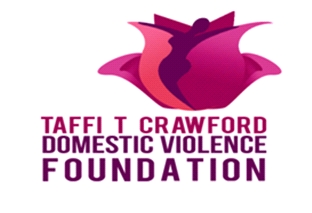 TAFFI T CRAWFORD
DOMESTIC VIOLENCE
FOUNDATION